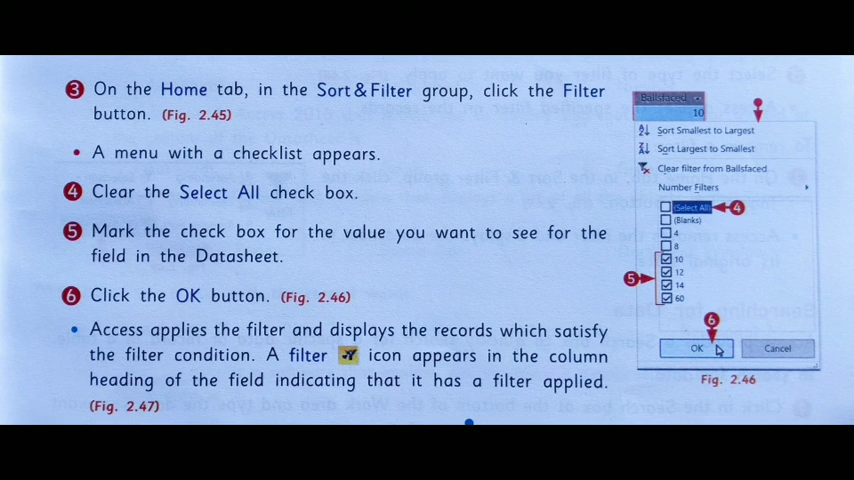 3 On the Home tab, in the Sort & Filter group, click the Filter
button. (Fig. 2.45)
• A menu with a checklist appears.
4 Clear the Select All check box.
5 Mark the check box for the value you want to see for the
field in the Datasheet.
6 Click the OK button. (Fig. 2.46)
• Access applies the filter and displays the records which satisfy
the filter condition. A filter icon appears in the column
heading of the field indicating that it has a filter applied.
(Fig. 2.47)
Ballsfaced
10
Sort Smallest to Largest
Sort Largest to Smallest
Clear filter from Ballsfaced
Number Filters
(Select All) 4
(Blanks)
4
8
10
12
5
14
60
6
OK Cancel
Fig. 2.46